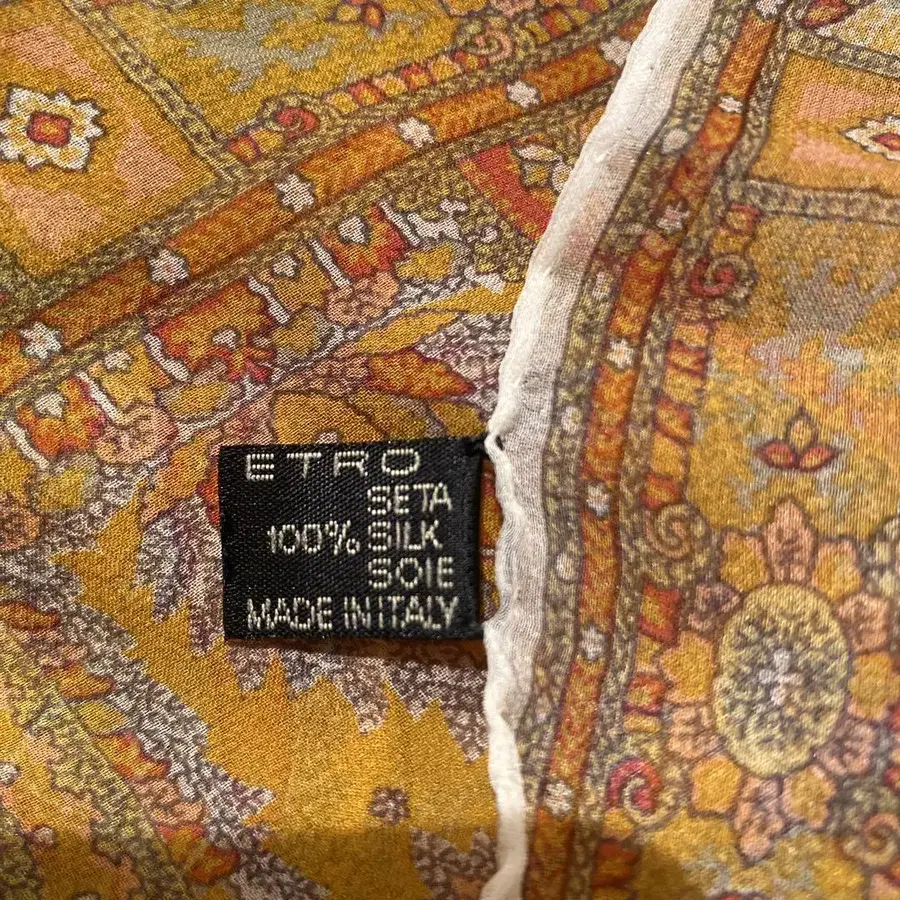 ETRO
SETA
100% SILK
SOIE
MADE IN ITALY